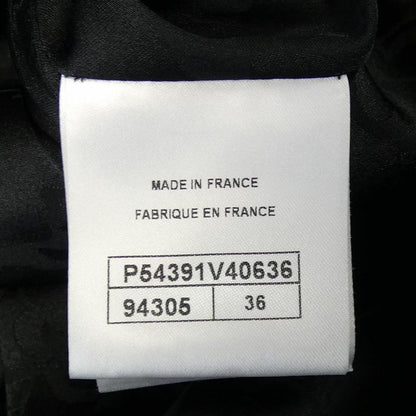 MADE IN FRANCE
FABRIQUE EN FRANCE
P54391V40636
94305 36